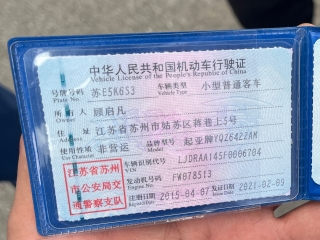 中华人民共和国机动车行驶证
Vehicle License of the People's Republic of China
号牌号码 苏E5K653 车辆类型 小型普通客车
Plate No. Vehicle Type
所有人 顾启凡
Owner
住址 江苏省苏州市姑苏区蒋巷上3号
Address
使用性质 非营运 品牌型号 起亚牌YQZ6422AM
Use Character Model
江苏省苏州市公安局交通警察支队
车辆识别代号 LJDRAA145F0006704
VIN
发动机号码 FW078513
Engine No.
注册日期 2015-04-07 发证日期 2021-02-09
Register Date Issue Date